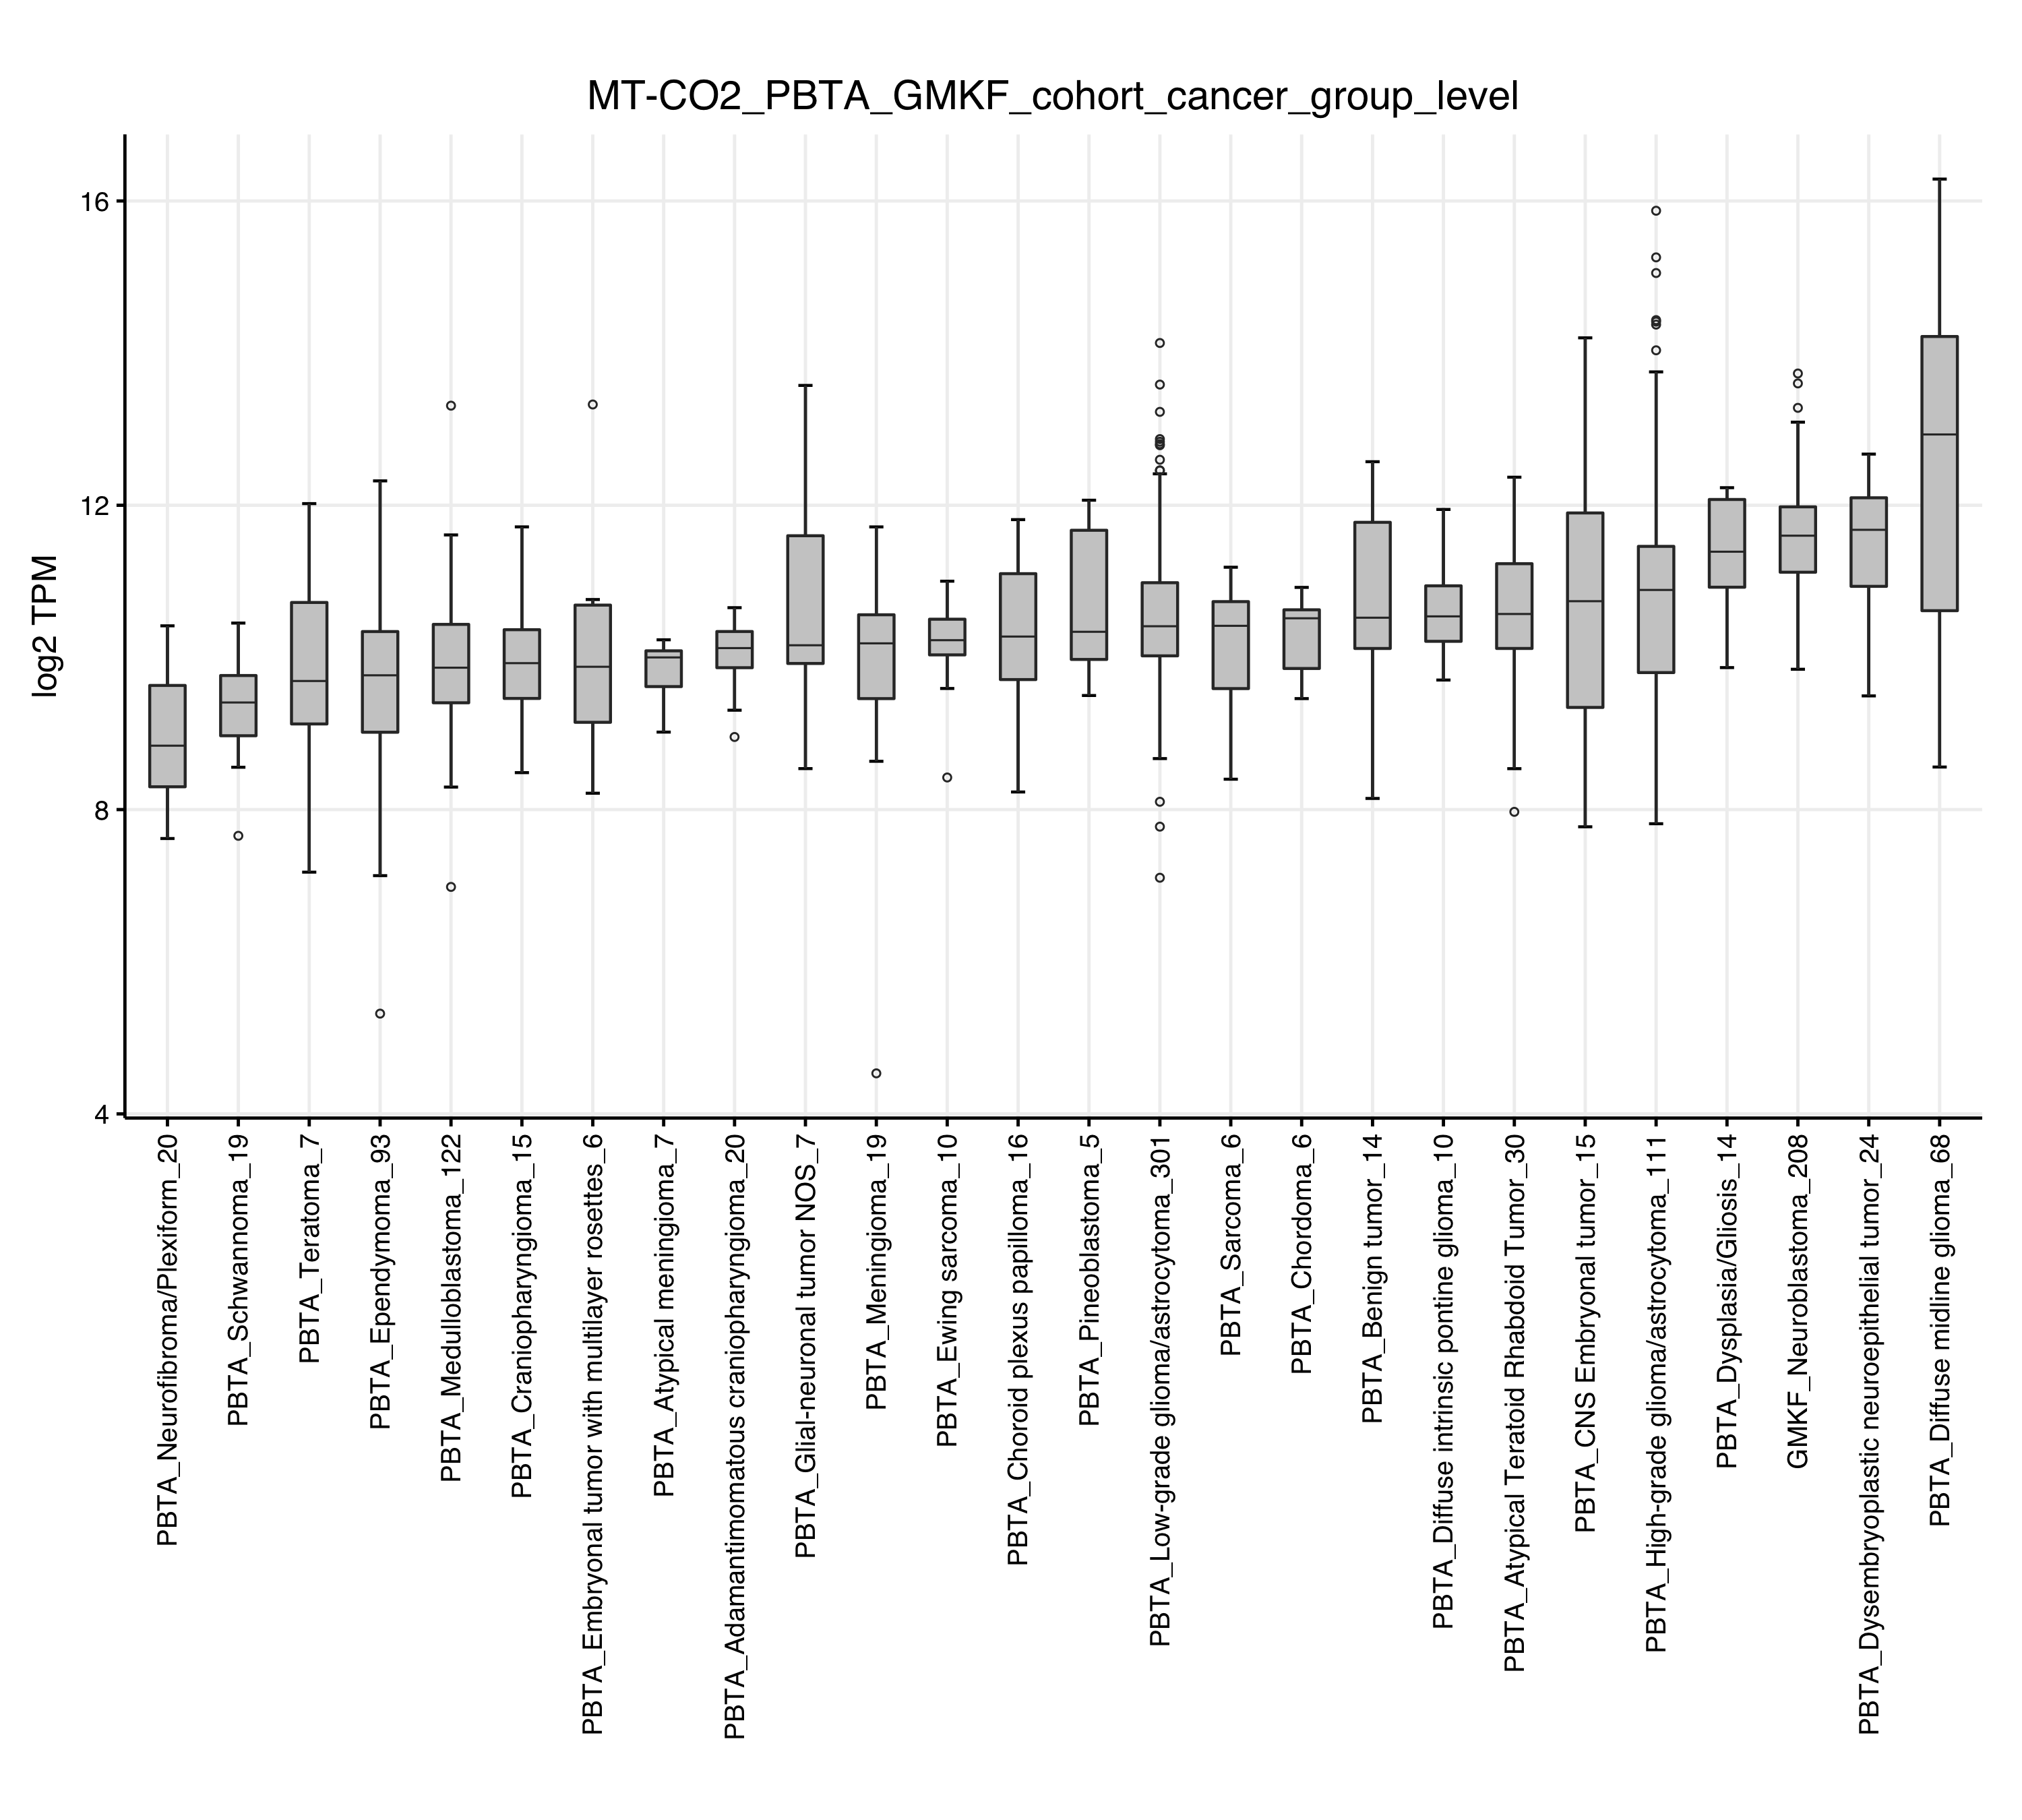 MT-CO2_PBTA_GMKF_cohort_cancer_group_level
log2 TPM
16
12
8
4
PBTA_Neurofibroma/Plexiform_20
PBTA_Schwannoma_19
PBTA_Teratoma_7
PBTA_Ependymoma_93
PBTA_Medulloblastoma_122
PBTA_Craniopharyngioma_15
PBTA_Embryonal tumor with multilayer rosettes_6
PBTA_Atypical meningioma_7
PBTA_Adamantimomatous craniopharyngioma_20
PBTA_Glial-neuronal tumor NOS_7
PBTA_Meningioma_19
PBTA_Ewing sarcoma_10
PBTA_Choroid plexus papilloma_16
PBTA_Pineoblastoma_5
PBTA_Low-grade glioma/astrocytoma_301
PBTA_Sarcoma_6
PBTA_Chordoma_6
PBTA_Benign tumor_14
PBTA_Diffuse intrinsic pontine glioma_10
PBTA_Atypical Teratoid Rhabdoid Tumor_30
PBTA_CNS Embryonal tumor_15
PBTA_High-grade glioma/astrocytoma_111
PBTA_Dysplasia/Gliosis_14
GMKF_Neuroblastoma_208
PBTA_Dysembryoplastic neuroepithelial tumor_24
PBTA_Diffuse midline glioma_68